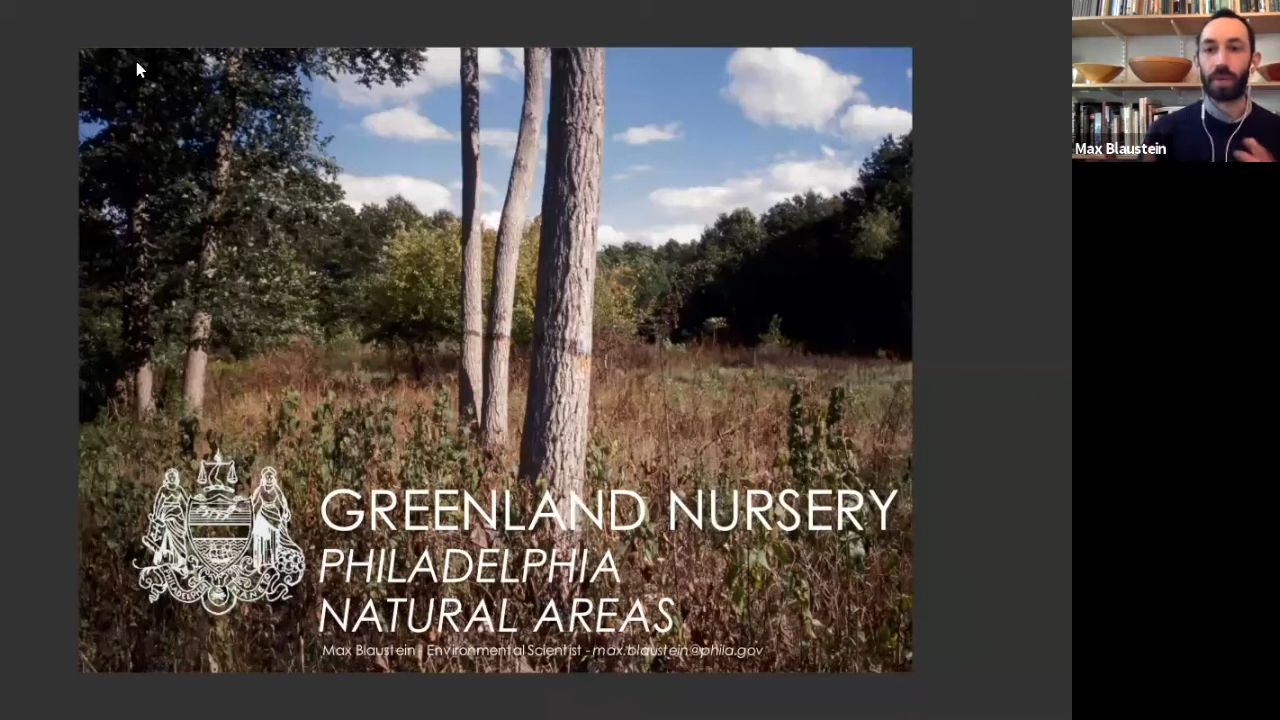 Max Blaustein
GREENLAND NURSERY
PHILADELPHIA
NATURAL AREAS
Max Blaustein - Environmental Scientist - max.blaustein@phila.gov